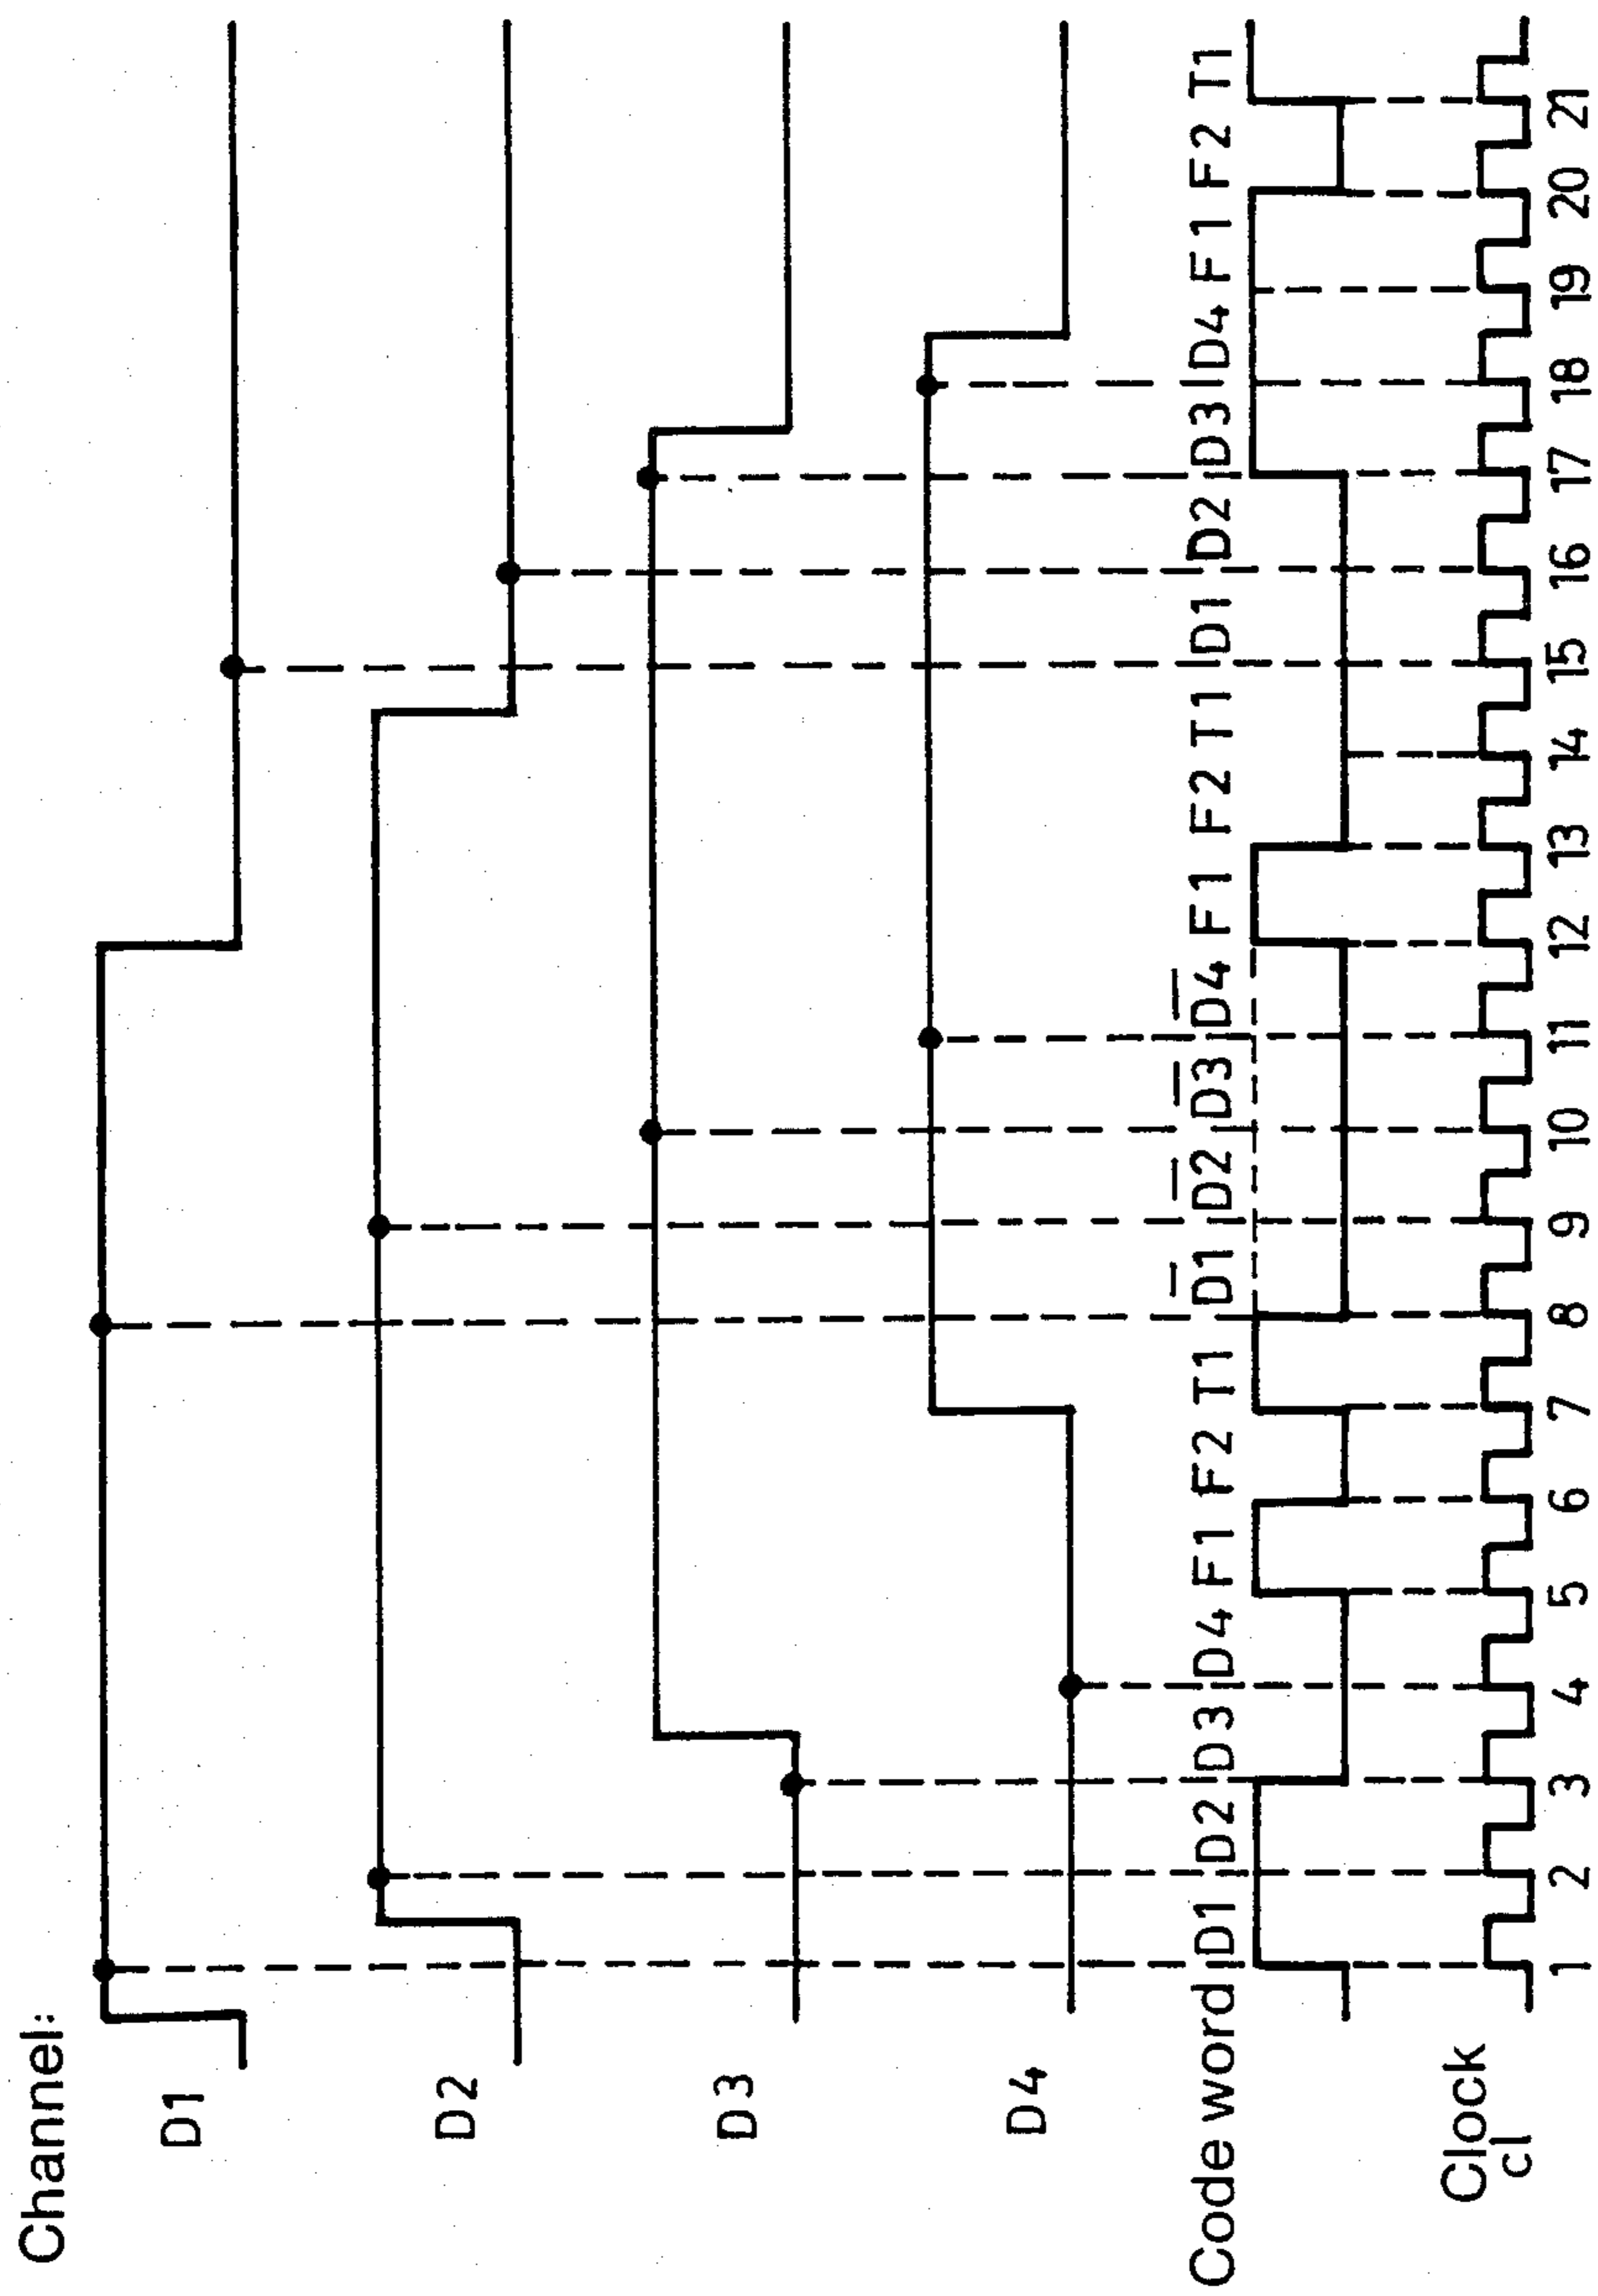 Channel:
D1
D2
D3
D4
Code word D1 D2 D3 D4 F1 F2 T1 D̅1̅ D̅2̅ D̅3̅ D̅4̅ F1 F2 T1 D1 D2 D3 D4 F1 F2 T1
Clock
cl
1 2 3 4 5 6 7 8 9 10 11 12 13 14 15 16 17 18 19 20 21